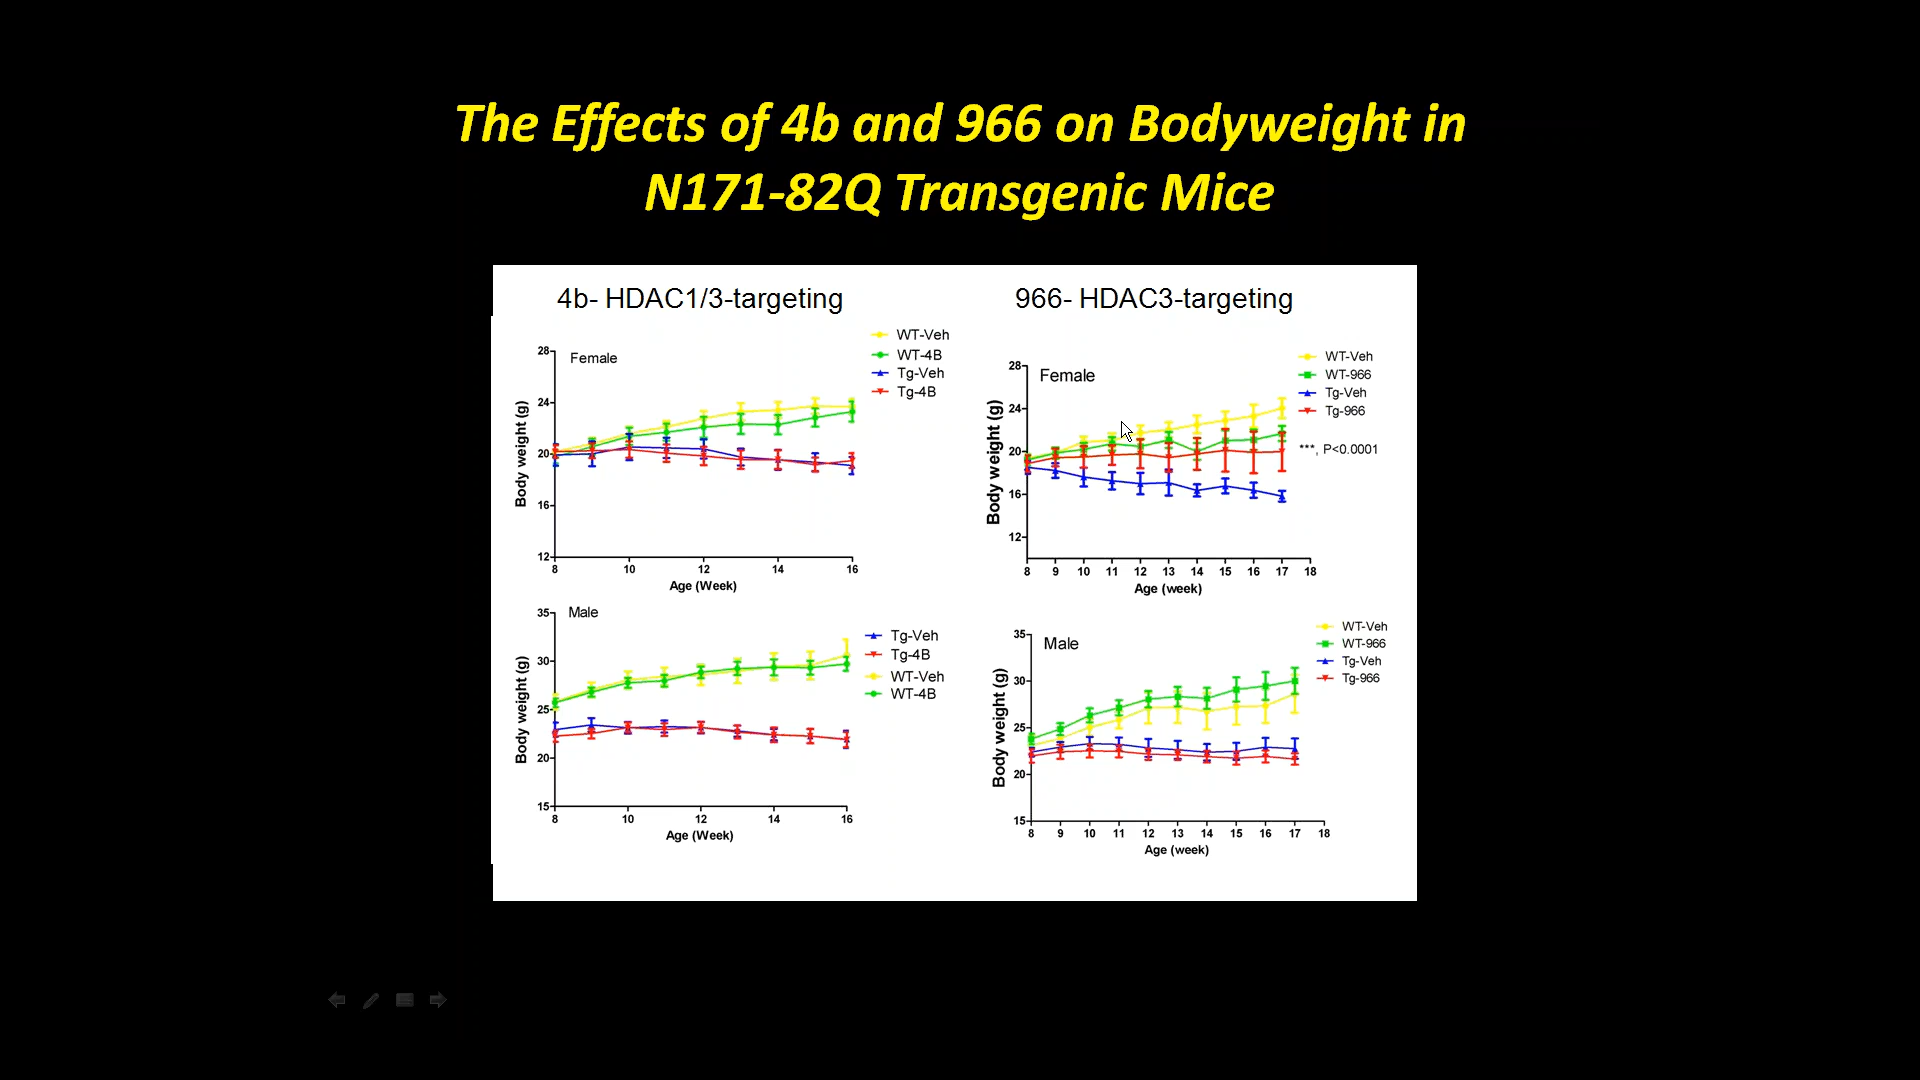 The Effects of 4b and 966 on Bodyweight in
N171-82Q Transgenic Mice
4b- HDAC1/3-targeting
966- HDAC3-targeting
Female
28
24
20
16
12
8
10
12
14
16
Body weight (g)
Age (Week)
WT-Veh
WT-4B
Tg-Veh
Tg-4B
Female
28
24
20
16
12
8 9 10 11 12 13 14 15 16 17 18
Body weight (g)
Age (week)
WT-Veh
WT-966
Tg-Veh
Tg-966
***, P<0.0001
Male
35
30
25
20
15
8
10
12
14
16
Body weight (g)
Age (Week)
Tg-Veh
Tg-4B
WT-Veh
WT-4B
Male
35
30
25
20
15
8 9 10 11 12 13 14 15 16 17 18
Body weight (g)
Age (week)
WT-Veh
WT-966
Tg-Veh
Tg-966